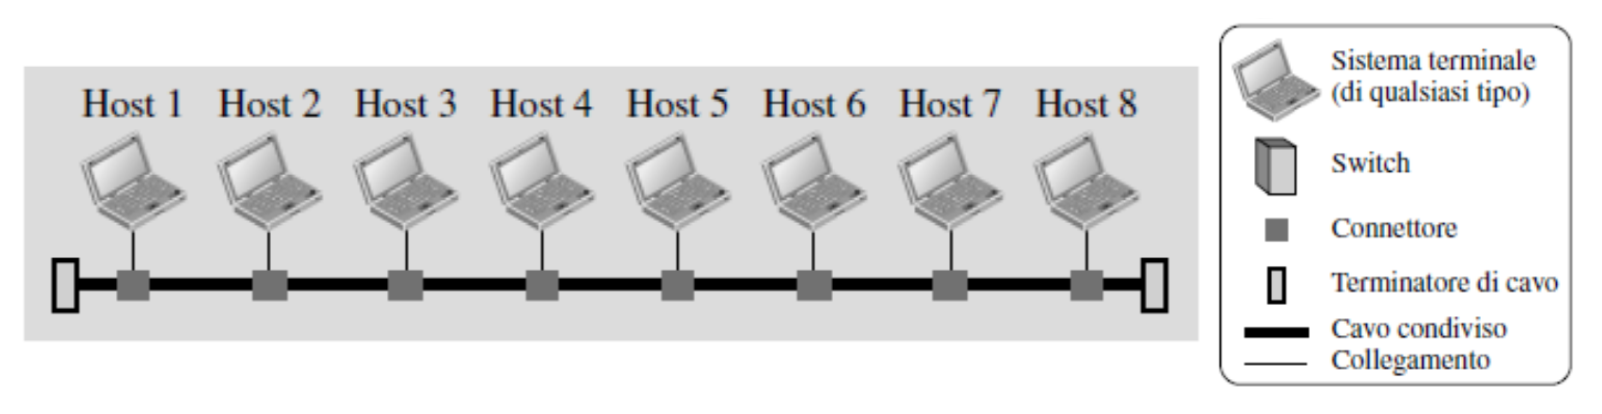 Host 1 Host 2 Host 3 Host 4 Host 5 Host 6 Host 7 Host 8
Sistema terminale
(di qualsiasi tipo)
Switch
Connettore
Terminatore di cavo
Cavo condiviso
Collegamento